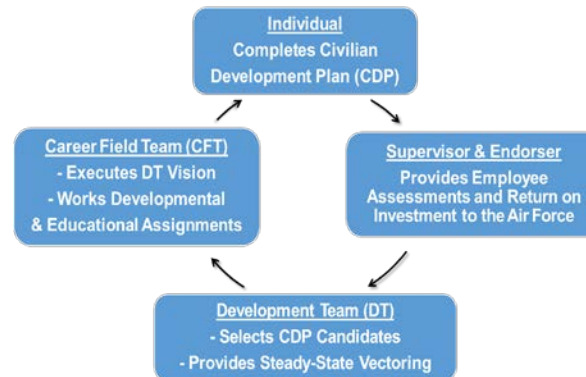 Individual
Completes Civilian
Development Plan (CDP)
Supervisor & Endorser
Provides Employee
Assessments and Return on
Investment to the Air Force
Development Team (DT)
- Selects CDP Candidates
- Provides Steady-State Vectoring
Career Field Team (CFT)
- Executes DT Vision
- Works Developmental
& Educational Assignments